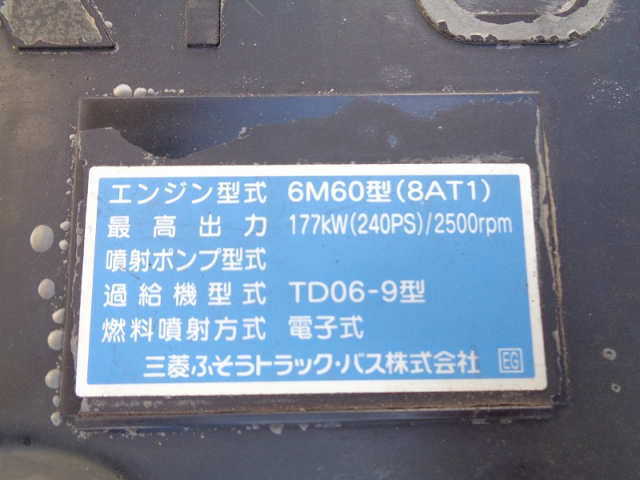 エンジン型式 6M60型(8AT1)
最高出力 177kW(240PS)/2500rpm
噴射ポンプ型式
過給機型式 TD06-9型
燃料噴射方式 電子式
三菱ふそうトラック・バス株式会社 EG